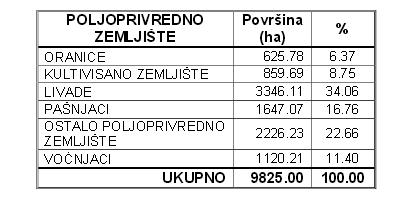 POLJOPRIVREDNO ZEMLJIŠTE Površina (ha) %
ORANICE 625.78 6.37
KULTIVISANO ZEMLJIŠTE 859.69 8.75
LIVADE 3346.11 34.06
PAŠNJACI 1647.07 16.76
OSTALO POLJOPRIVREDNO ZEMLJIŠTE 2226.23 22.66
VOĆNJACI 1120.21 11.40
UKUPNO 9825.00 100.00